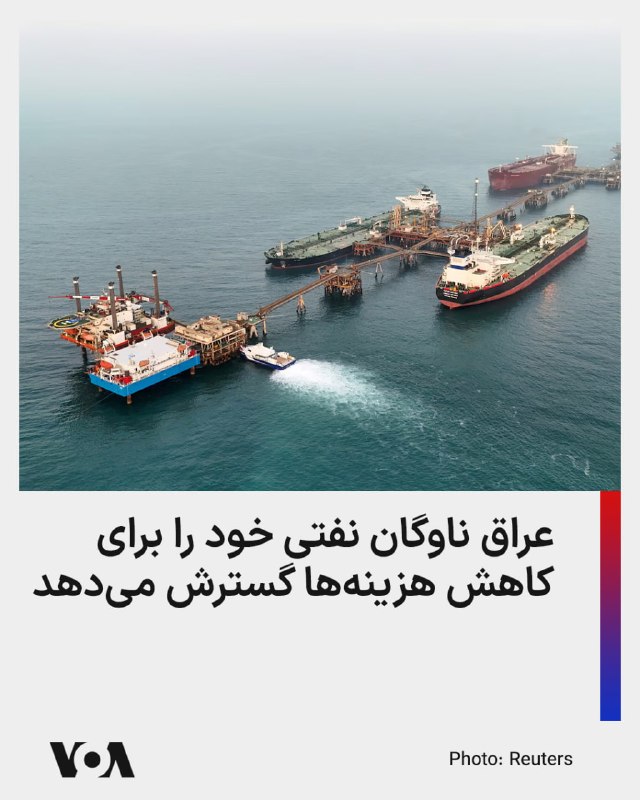 عراق ناوگان نفتی خود را برای
کاهش هزینه‌ها گسترش می‌دهد
VOA
Photo: Reuters